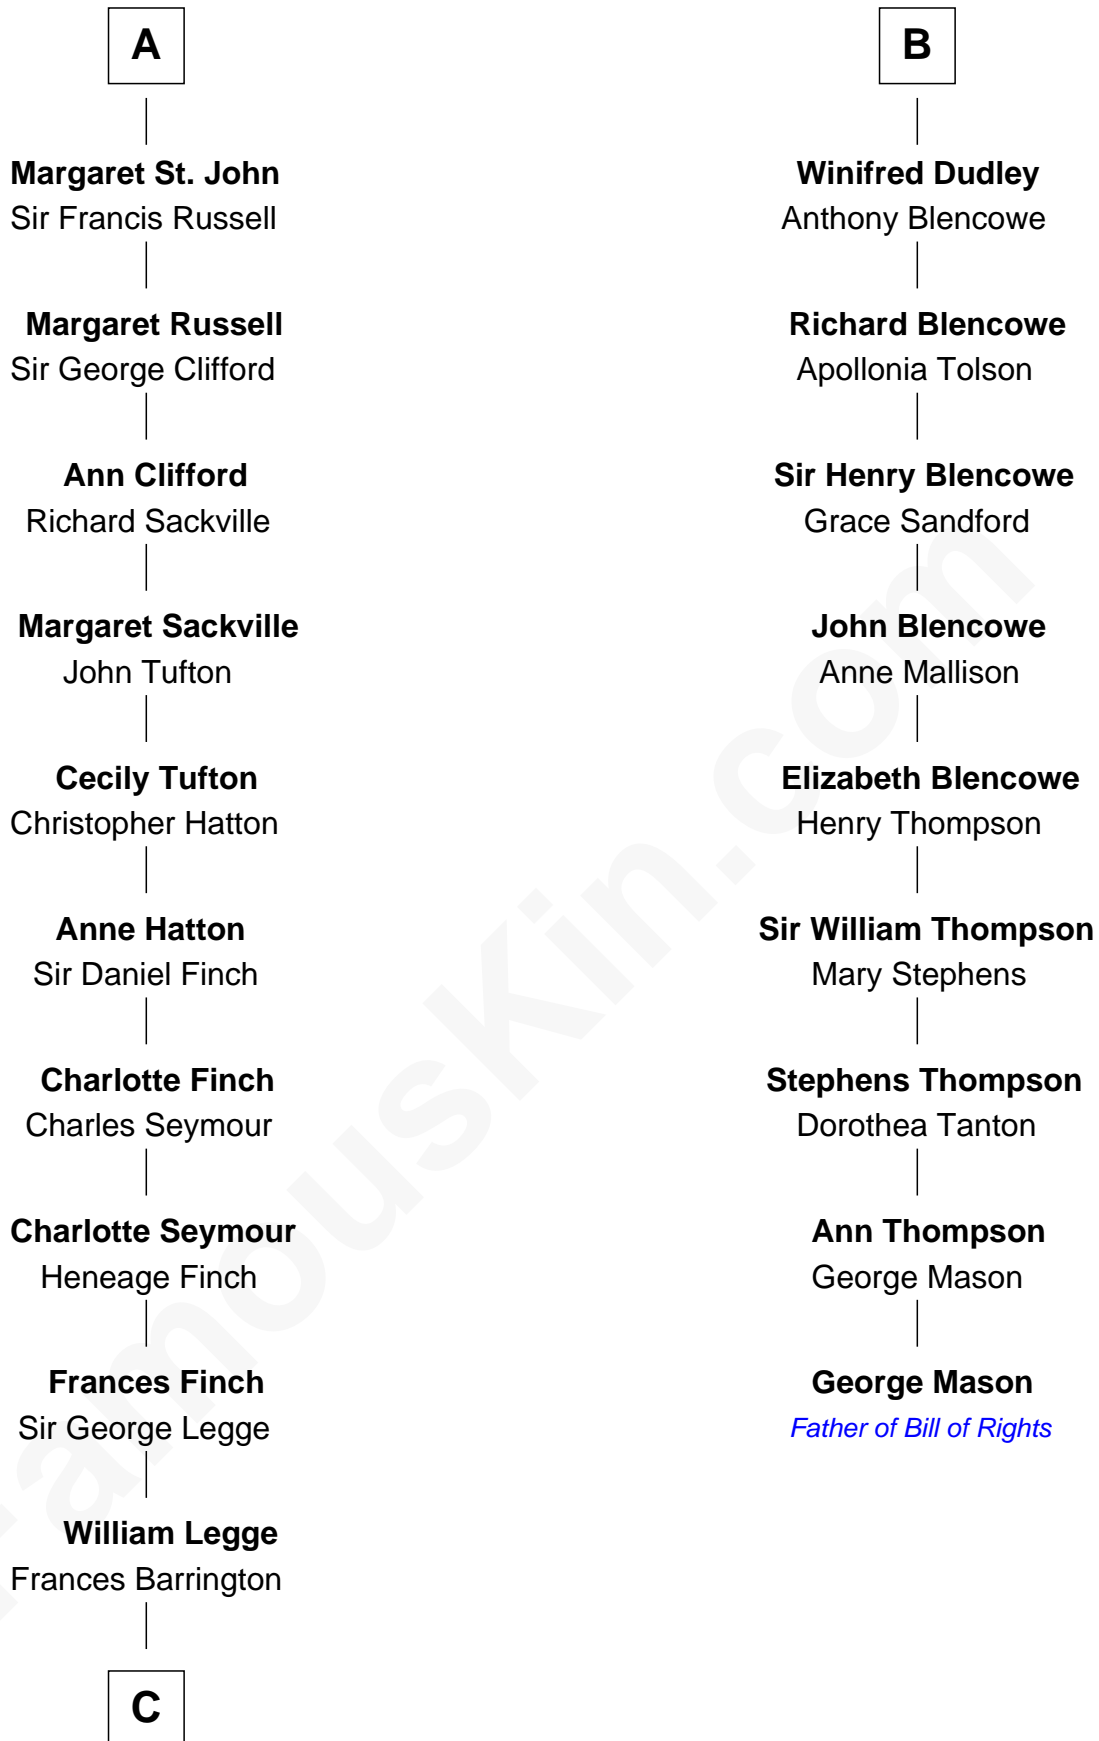 A
Margaret St. John
Sir Francis Russell
Margaret Russell
Sir George Clifford
Ann Clifford
Richard Sackville
Margaret Sackville
John Tufton
Cecily Tufton
Christopher Hatton
Anne Hatton
Sir Daniel Finch
Charlotte Finch
Charles Seymour
Charlotte Seymour
Heneage Finch
Frances Finch
Sir George Legge
William Legge
Frances Barrington
C
B
Winifred Dudley
Anthony Blencowe
Richard Blencowe
Apollonia Tolson
Sir Henry Blencowe
Grace Sandford
John Blencowe
Anne Mallison
Elizabeth Blencowe
Henry Thompson
Sir William Thompson
Mary Stephens
Stephens Thompson
Dorothea Tanton
Ann Thompson
George Mason
George Mason
Father of Bill of Rights
FamousKin.com